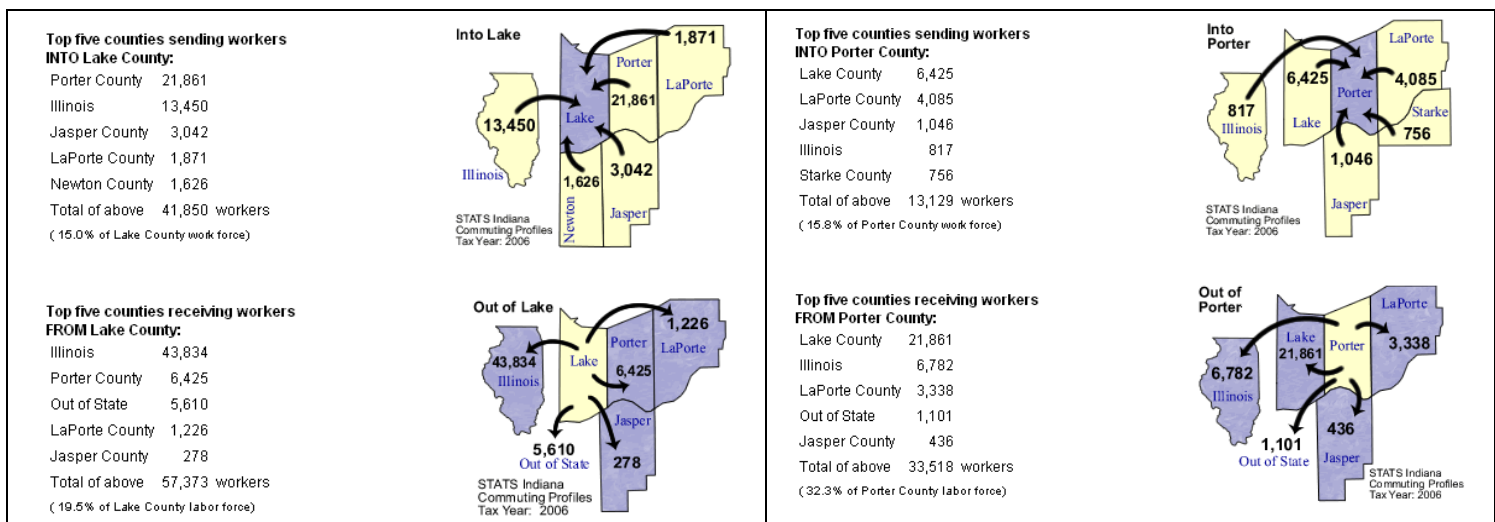 Top five counties sending workers
INTO Lake County:
Porter County 21,861
Illinois 13,450
Jasper County 3,042
LaPorte County 1,871
Newton County 1,626
Total of above 41,850 workers
( 15.0% of Lake County work force)
Into Lake
1,871
Porter
LaPorte
21,861
13,450
Lake
Illinois
1,626
3,042
Newton
Jasper
STATS Indiana
Commuting Profiles
Tax Year: 2006
Top five counties sending workers
INTO Porter County:
Lake County 6,425
LaPorte County 4,085
Jasper County 1,046
Illinois 817
Starke County 756
Total of above 13,129 workers
( 15.8% of Porter County work force)
Into
Porter
LaPorte
6,425
4,085
Porter
817
Illinois
Lake
Starke
756
1,046
Jasper
STATS Indiana
Commuting Profiles
Tax Year: 2006
Top five counties receiving workers
FROM Lake County:
Illinois 43,834
Porter County 6,425
Out of State 5,610
LaPorte County 1,226
Jasper County 278
Total of above 57,373 workers
( 19.5% of Lake County labor force)
Out of Lake
1,226
Porter
LaPorte
43,834
Illinois
Lake
6,425
Jasper
5,610
Out of State
278
STATS Indiana
Commuting Profiles
Tax Year: 2006
Top five counties receiving workers
FROM Porter County:
Lake County 21,861
Illinois 6,782
LaPorte County 3,338
Out of State 1,101
Jasper County 436
Total of above 33,518 workers
( 32.3% of Porter County labor force)
Out of
Porter
LaPorte
Lake
21,861
Porter
3,338
6,782
Illinois
436
1,101
Out of State
Jasper
STATS Indiana
Commuting Profiles
Tax Year: 2006